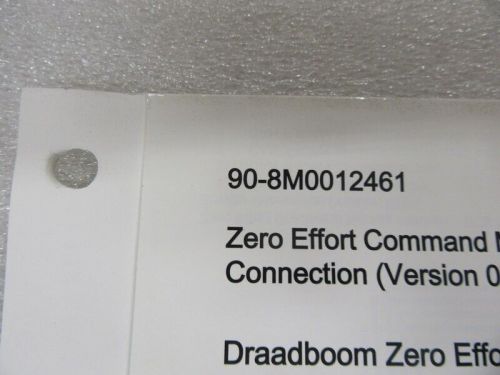 90-8M0012461
Zero Effort Command
Connection (Version 0
Draadboom Zero Effo